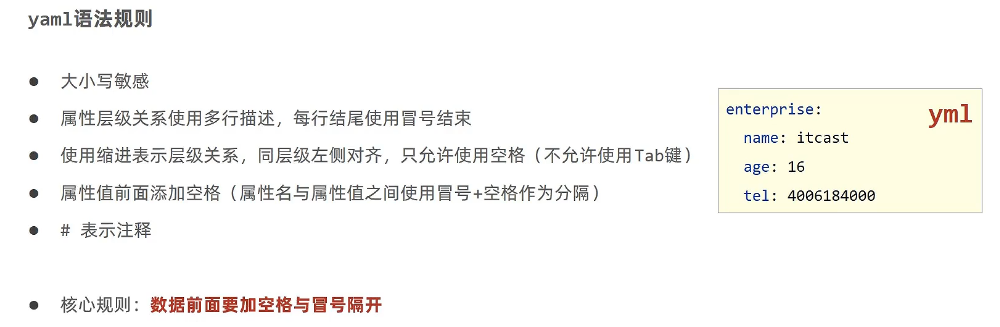 yaml语法规则
● 大小写敏感
● 属性层级关系使用多行描述，每行结尾使用冒号结束
● 使用缩进表示层级关系，同层级左侧对齐，只允许使用空格（不允许使用Tab键）
● 属性值前面添加空格（属性名与属性值之间使用冒号+空格作为分隔）
● # 表示注释
● 核心规则：数据前面要加空格与冒号隔开
yml
enterprise:
  name: itcast
  age: 16
  tel: 4006184000